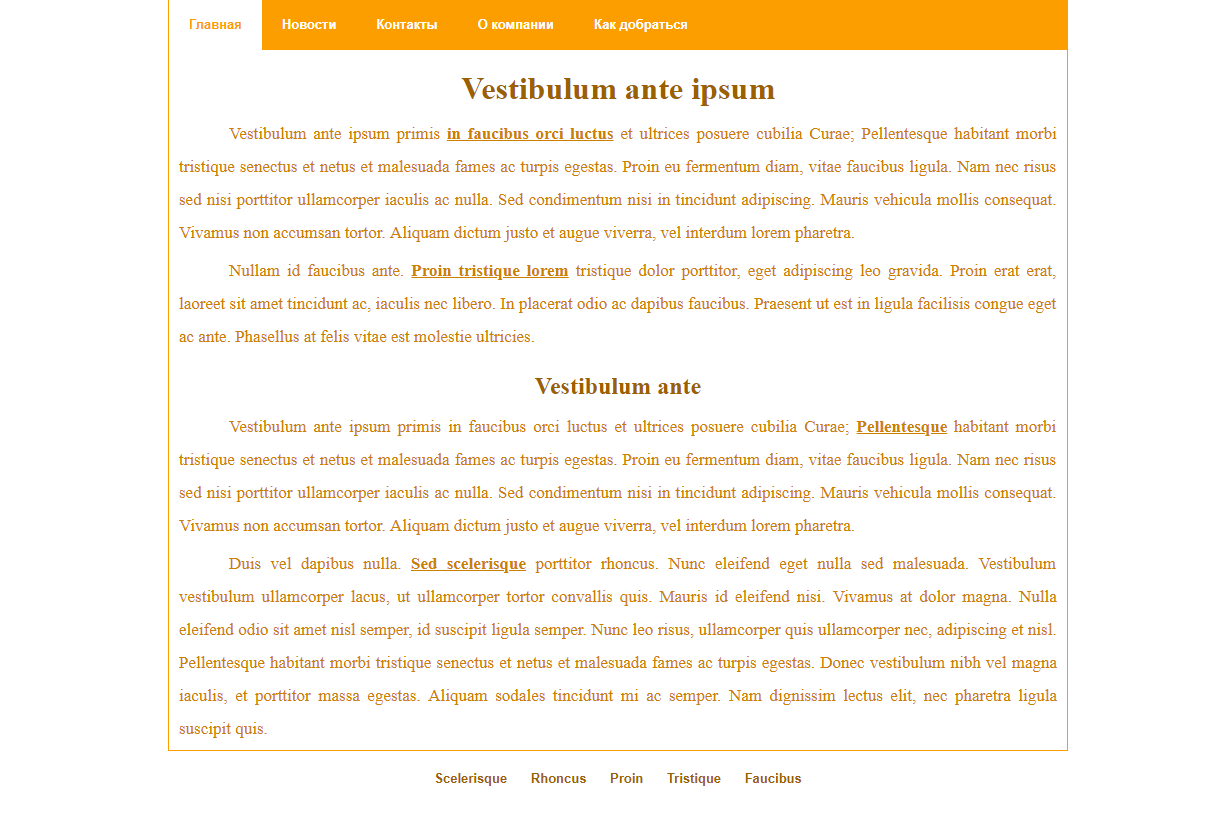 Главная Новости Контакты О компании Как добраться
Vestibulum ante ipsum
Vestibulum ante ipsum primis in faucibus orci luctus et ultrices posuere cubilia Curae; Pellentesque habitant morbi
tristique senectus et netus et malesuada fames ac turpis egestas. Proin eu fermentum diam, vitae faucibus ligula. Nam nec risus
sed nisi porttitor ullamcorper iaculis ac nulla. Sed condimentum nisi in tincidunt adipiscing. Mauris vehicula mollis consequat.
Vivamus non accumsan tortor. Aliquam dictum justo et augue viverra, vel interdum lorem pharetra.
Nullam id faucibus ante. Proin tristique lorem tristique dolor porttitor, eget adipiscing leo gravida. Proin erat erat,
laoreet sit amet tincidunt ac, iaculis nec libero. In placerat odio ac dapibus faucibus. Praesent ut est in ligula facilisis congue eget
ac ante. Phasellus at felis vitae est molestie ultricies.
Vestibulum ante
Vestibulum ante ipsum primis in faucibus orci luctus et ultrices posuere cubilia Curae; Pellentesque habitant morbi
tristique senectus et netus et malesuada fames ac turpis egestas. Proin eu fermentum diam, vitae faucibus ligula. Nam nec risus
sed nisi porttitor ullamcorper iaculis ac nulla. Sed condimentum nisi in tincidunt adipiscing. Mauris vehicula mollis consequat.
Vivamus non accumsan tortor. Aliquam dictum justo et augue viverra, vel interdum lorem pharetra.
Duis vel dapibus nulla. Sed scelerisque porttitor rhoncus. Nunc eleifend eget nulla sed malesuada. Vestibulum
vestibulum ullamcorper lacus, ut ullamcorper tortor convallis quis. Mauris id eleifend nisi. Vivamus at dolor magna. Nulla
eleifend odio sit amet nisl semper, id suscipit ligula semper. Nunc leo risus, ullamcorper quis ullamcorper nec, adipiscing et nisl.
Pellentesque habitant morbi tristique senectus et netus et malesuada fames ac turpis egestas. Donec vestibulum nibh vel magna
iaculis, et porttitor massa egestas. Aliquam sodales tincidunt mi ac semper. Nam dignissim lectus elit, nec pharetra ligula
suscipit quis.
Scelerisque Rhoncus Proin Tristique Faucibus